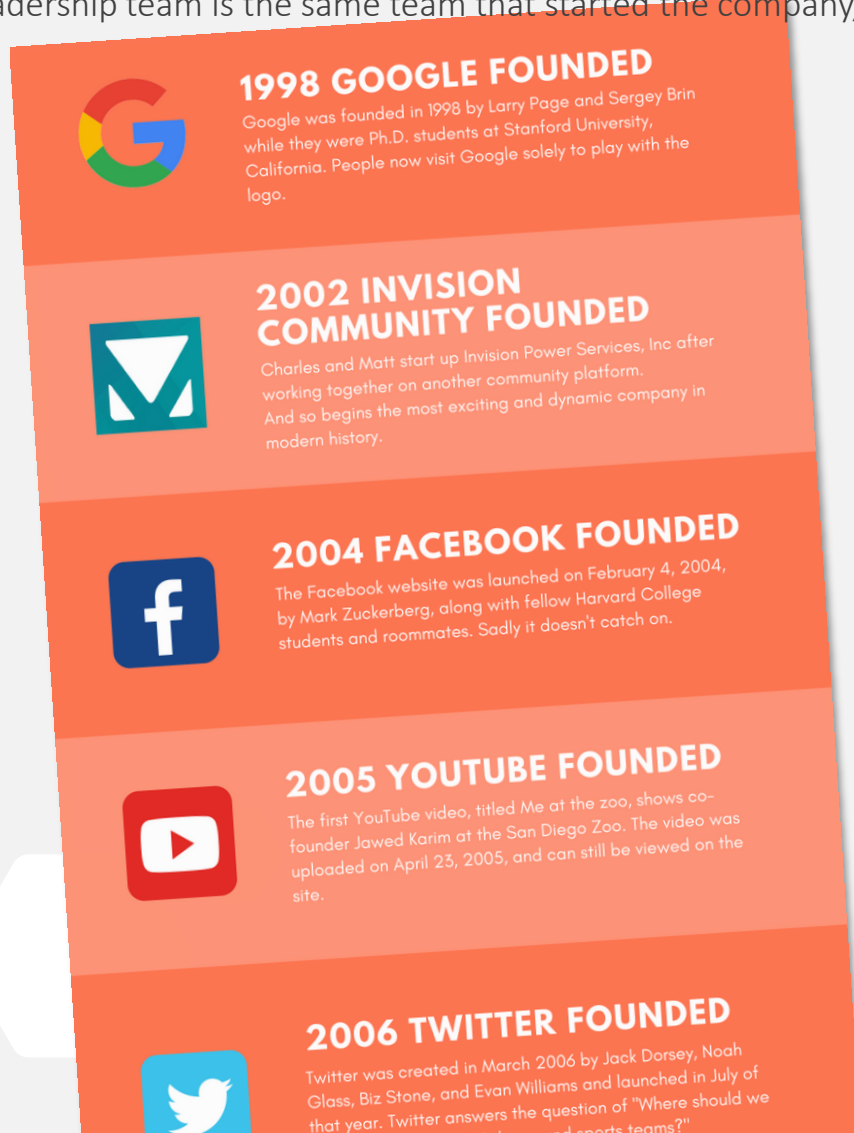 adership team is the same team that started the company,
1998 GOOGLE FOUNDED
Google was founded in 1998 by Larry Page and Sergey Brin
while they were Ph.D. students at Stanford University,
California. People now visit Google solely to play with the
logo.
2002 INVISION
COMMUNITY FOUNDED
Charles and Matt start up Invision Power Services, Inc after
working together on another community platform.
And so begins the most exciting and dynamic company in
modern history.
2004 FACEBOOK FOUNDED
The Facebook website was launched on February 4, 2004,
by Mark Zuckerberg, along with fellow Harvard College
students and roommates. Sadly it doesn't catch on.
2005 YOUTUBE FOUNDED
The first YouTube video, titled Me at the zoo, shows co-
founder Jawed Karim at the San Diego Zoo. The video was
uploaded on April 23, 2005, and can still be viewed on the
site.
2006 TWITTER FOUNDED
Twitter was created in March 2006 by Jack Dorsey, Noah
Glass, Biz Stone, and Evan Williams and launched in July of
that year. Twitter answers the question of "Where should we
sports teams?"